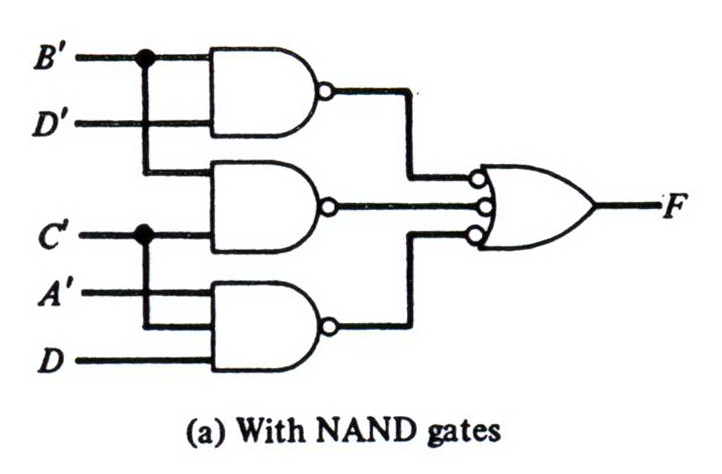 B'
D'
C'
A'
D
F
(a) With NAND gates